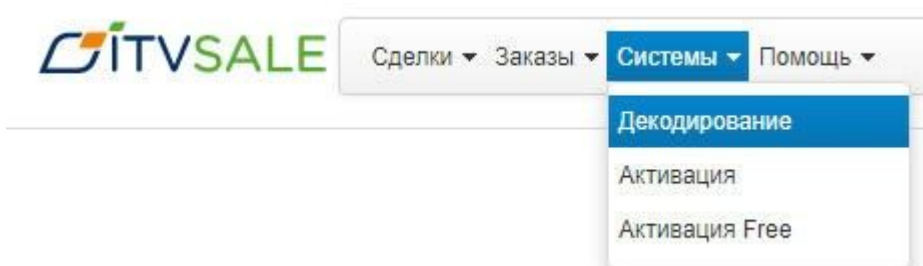 ITVSALE Сделки Заказы Системы Помощь
Декодирование
Активация
Активация Free